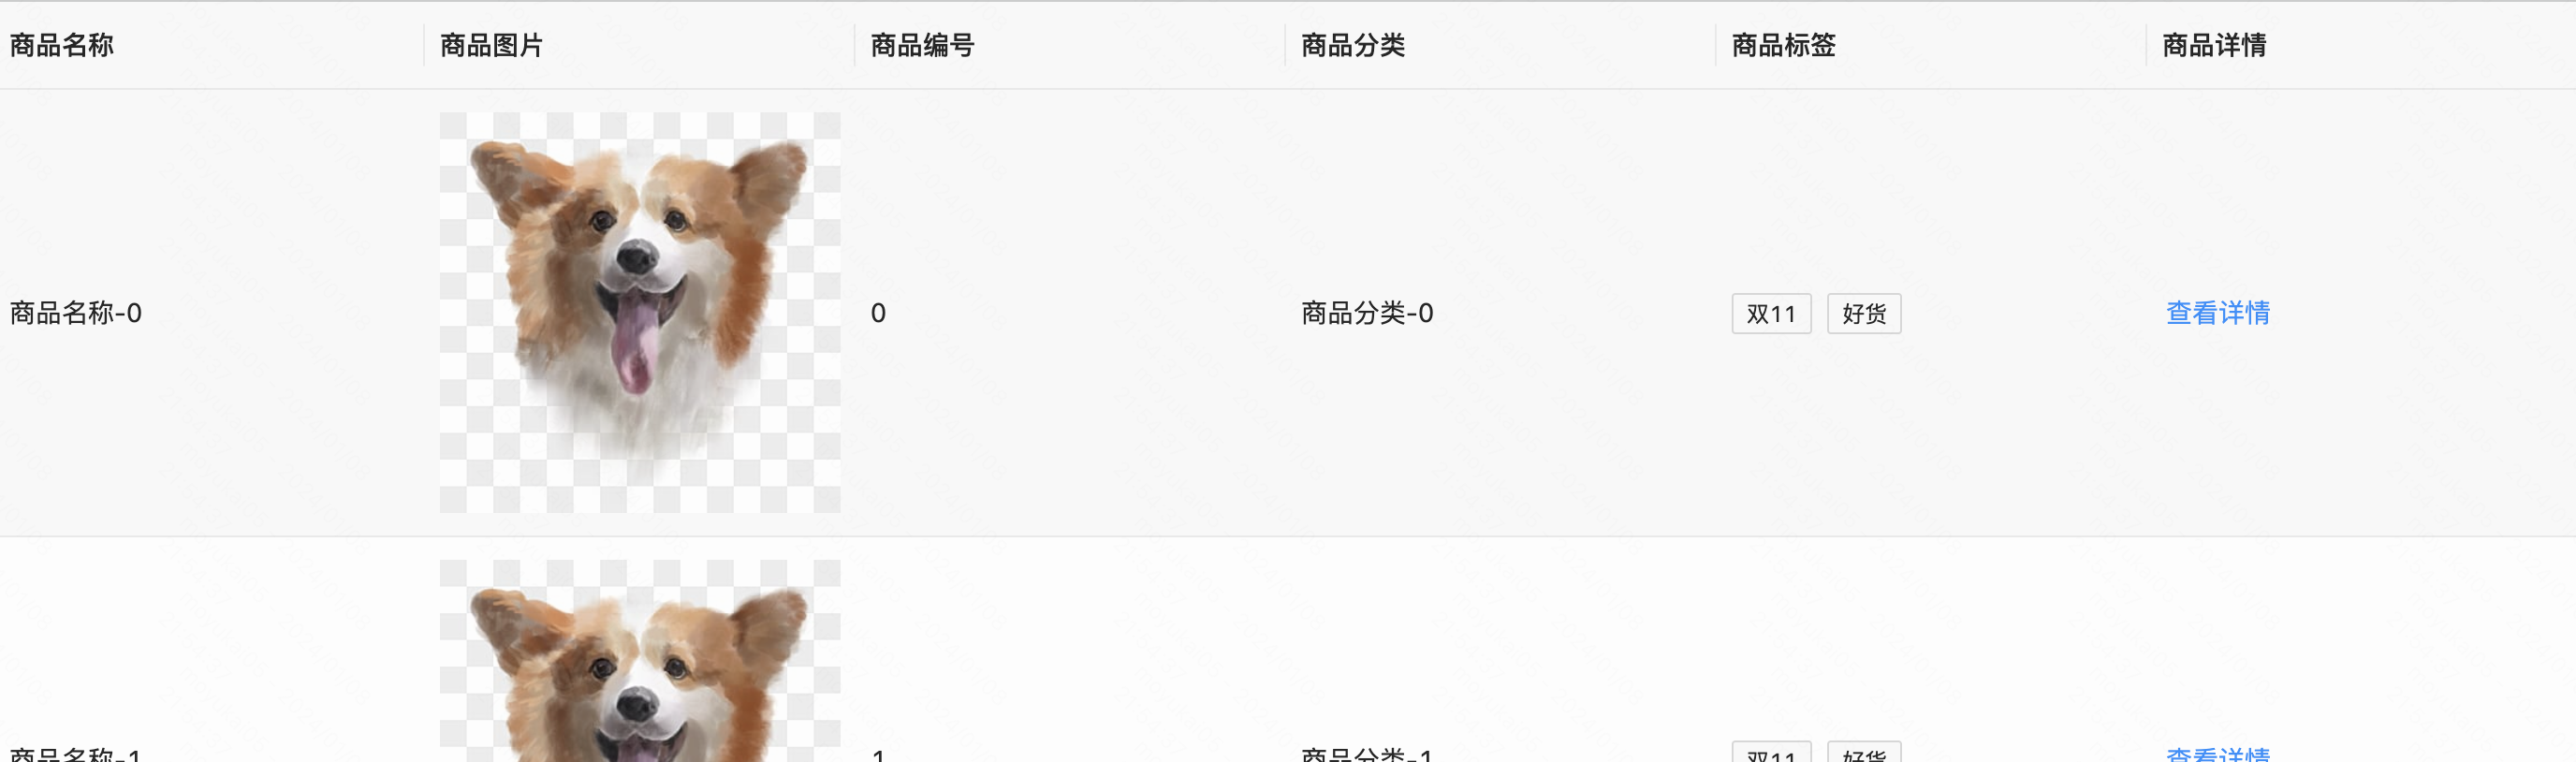 商品名称 商品图片 商品编号 商品分类 商品标签 商品详情
商品名称-0 0 商品分类-0 双11 好货 查看详情
商品名称-1 1 商品分类-1 双11 好货 查看详情